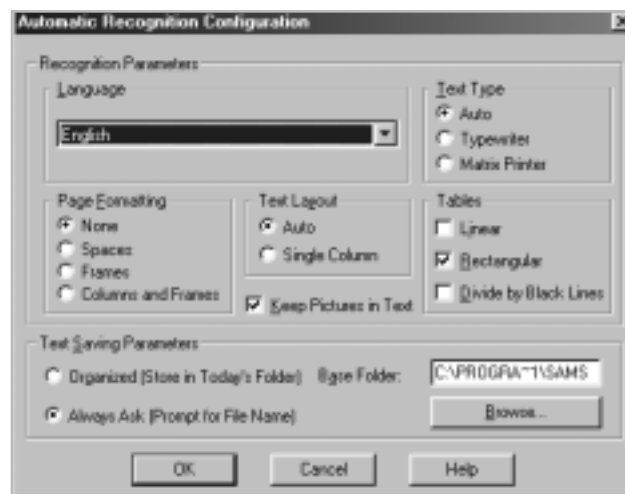 Automatic Recognition Configuration
Recognition Parameters
Language
English
Text Type
Auto
Typewriter
Matrix Printer
Page Formatting
None
Spaces
Frames
Columns and Frames
Text Layout
Auto
Single Column
Keep Pictures in Text
Tables
Linear
Rectangular
Divide by Black Lines
Text Saving Parameters
Organized (Store in Today's Folder)
Base Folder:
C:\PROGRA~1\SAMS
Always Ask (Prompt for File Name)
Browse...
OK
Cancel
Help